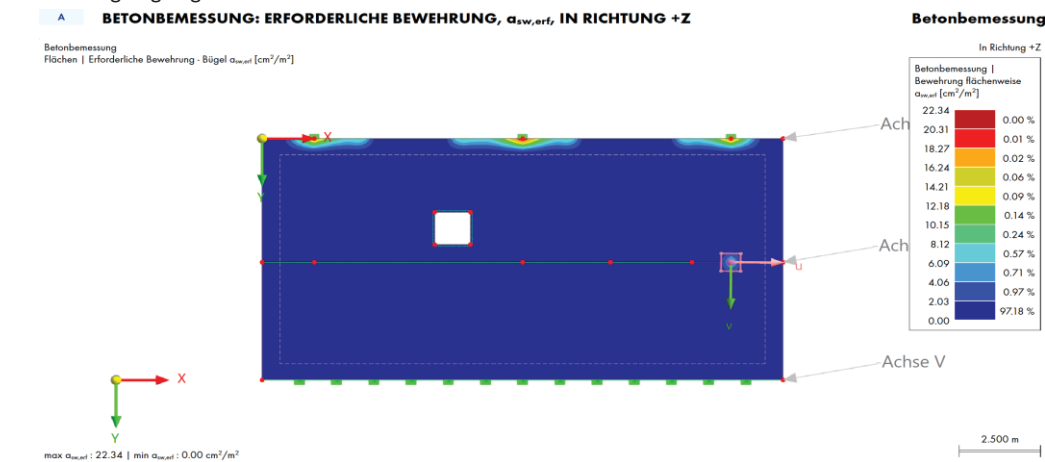 A BETONBEMESSUNG: ERFORDERLICHE BEWEHRUNG, asw,erf, IN RICHTUNG +Z
Betonbemessung
Betonbemessung
Flächen | Erforderliche Bewehrung - Bügel asw,erf [cm²/m²]
In Richtung +Z
Betonbemessung |
Bewehrung flächenweise
asw,erf [cm²/m²]
22.34
0.00 %
20.31
0.01 %
18.27
0.02 %
16.24
0.06 %
14.21
0.09 %
12.18
0.14 %
10.15
0.24 %
8.12
0.57 %
6.09
0.71 %
4.06
0.97 %
2.03
97.18 %
0.00
X
Y
Ach
Ach
u
v
Achse V
X
Y
max asw,erf : 22.34 | min asw,erf : 0.00 cm²/m²
2.500 m